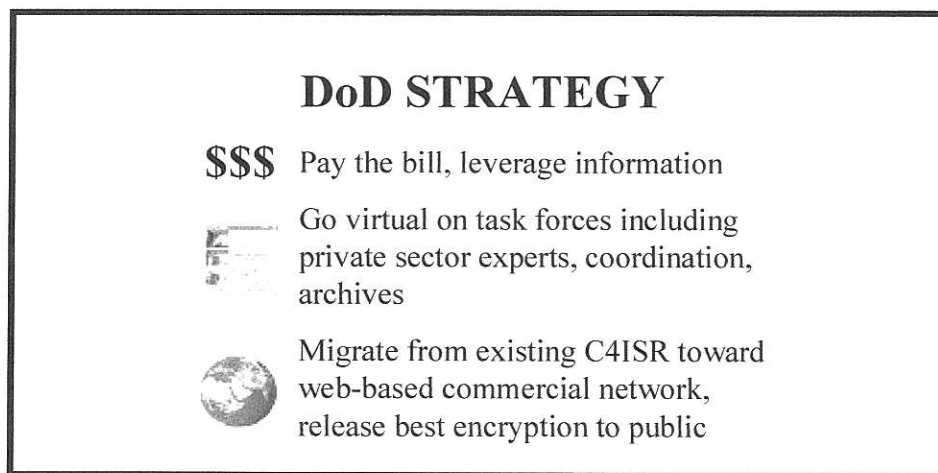 DoD STRATEGY
$$$ Pay the bill, leverage information
Go virtual on task forces including
private sector experts, coordination,
archives
Migrate from existing C4ISR toward
web-based commercial network,
release best encryption to public